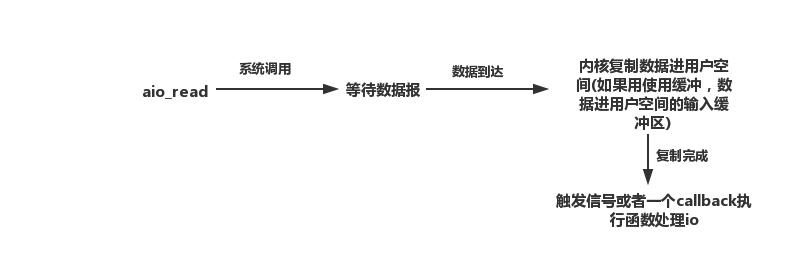 aio_read
系统调用
等待数据报
数据到达
内核复制数据进用户空
间(如果用使用缓冲，数
据进用户空间的输入缓
冲区)
复制完成
触发信号或者一个callback执
行函数处理io